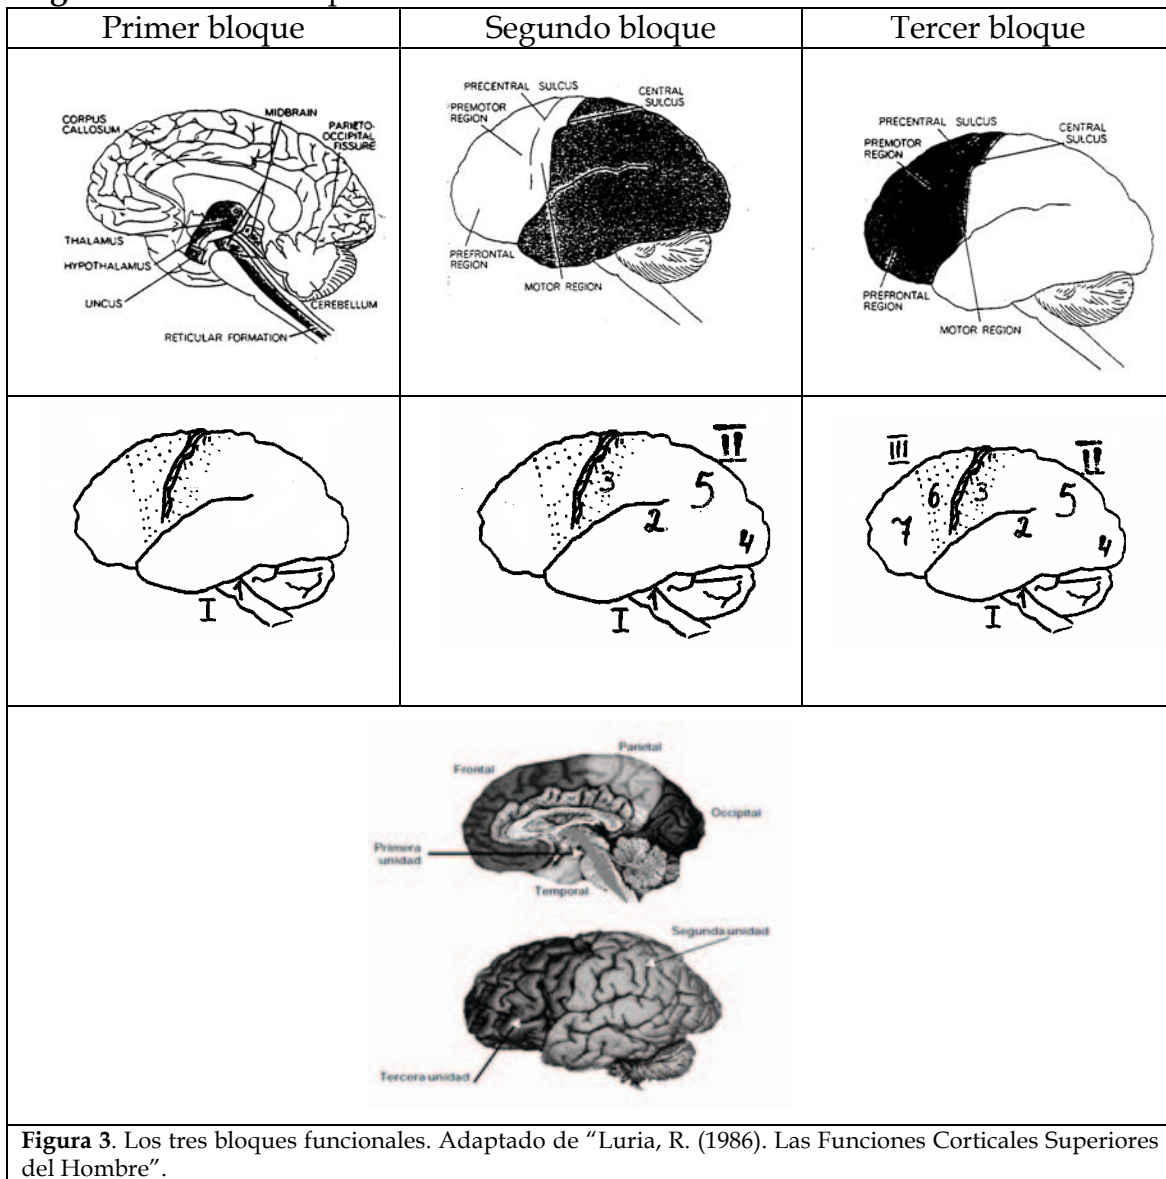 Primer bloque
Segundo bloque
Tercer bloque
CORPUS
CALLOSUM
MIDBRAIN
PARIETO-
OCCIPITAL
FISSURE
THALAMUS
HYPOTHALAMUS
UNCUS
CEREBELLUM
RETICULAR FORMATION
PRECENTRAL SULCUS
PREMOTOR
REGION
CENTRAL
SULCUS
PREFRONTAL
REGION
MOTOR REGION
PRECENTRAL SULCUS
PREMOTOR
REGION
CENTRAL
SULCUS
PREFRONTAL
REGION
MOTOR REGION
I
II
3
5
2
4
I
III
II
6
3
5
7
2
4
I
Parietal
Frontal
Occipital
Primera
unidad
Temporal
Segunda unidad
Tercera unidad
Figura 3. Los tres bloques funcionales. Adaptado de “Luria, R. (1986). Las Funciones Corticales Superiores
del Hombre”.